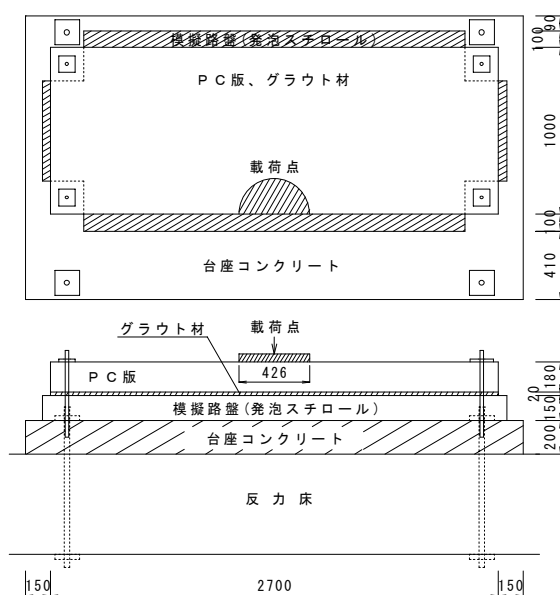 模擬路盤(発泡スチロール)
100 90
PC版、グラウト材
1000
載荷点
100
台座コンクリート
410
グラウト材
載荷点
426
PC版
180
20
模擬路盤(発泡スチロール)
150
台座コンクリート
200
反力床
150
2700
150